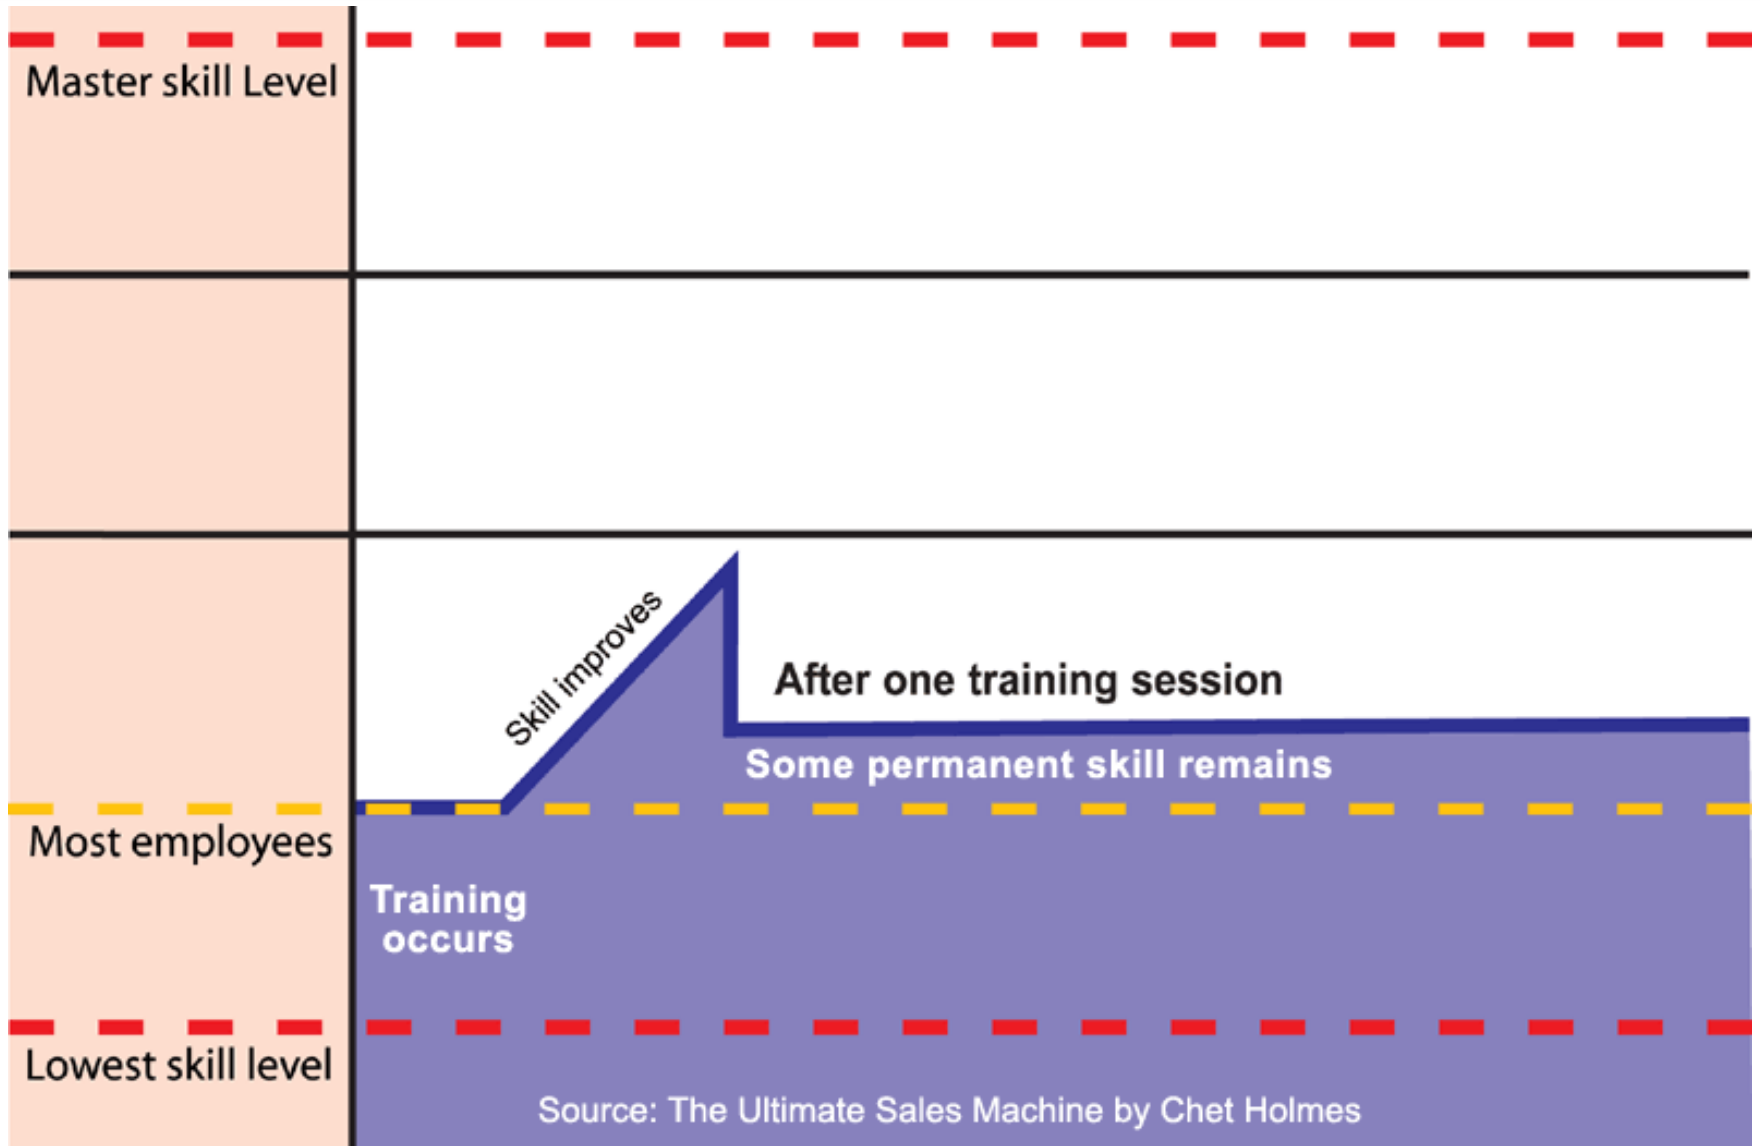 Master skill Level
Skill improves
After one training session
Some permanent skill remains
Most employees
Training
occurs
Lowest skill level
Source: The Ultimate Sales Machine by Chet Holmes